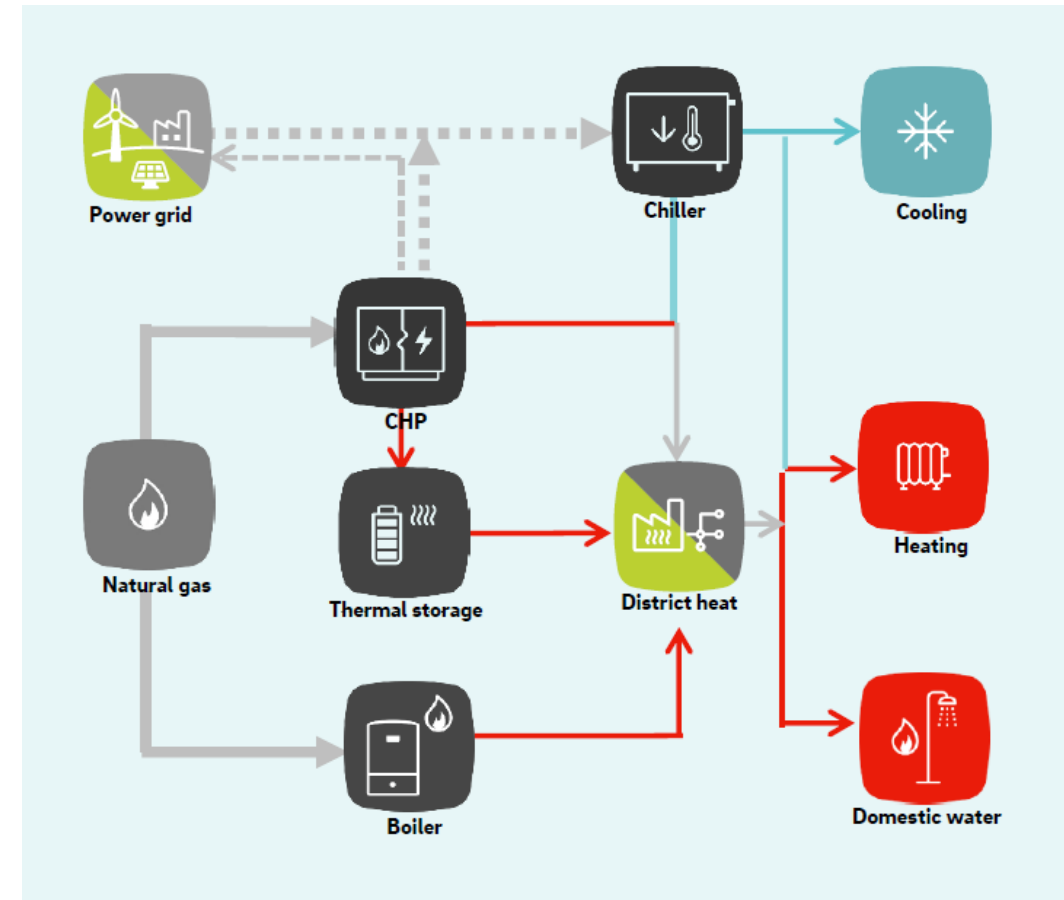 Power grid
Chiller
Cooling
CHP
Natural gas
Thermal storage
District heat
Heating
Boiler
Domestic water